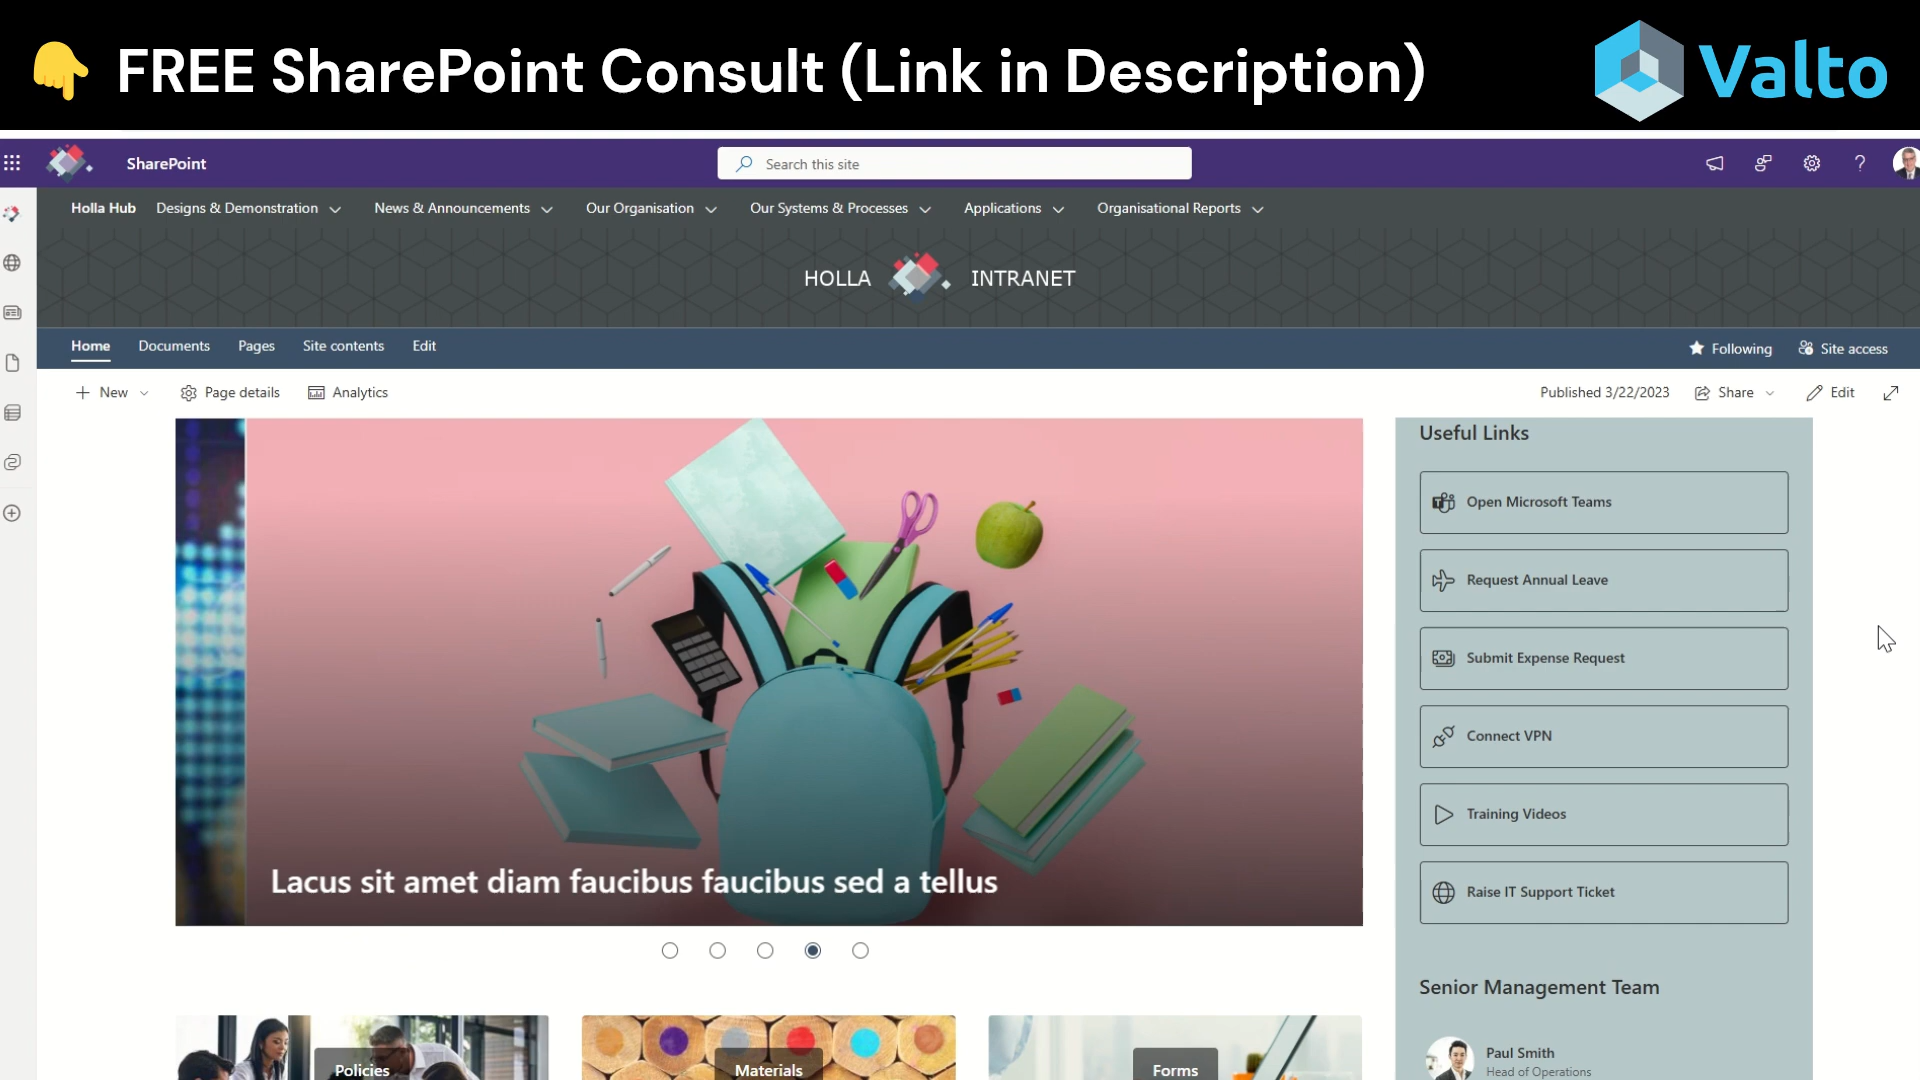 FREE SharePoint Consult (Link in Description)
Valto
SharePoint
Search this site
?
Holla Hub
Designs & Demonstration
News & Announcements
Our Organisation
Our Systems & Processes
Applications
Organisational Reports
HOLLA INTRANET
Home
Documents
Pages
Site contents
Edit
Following
Site access
New
Page details
Analytics
Published 3/22/2023
Share
Edit
Lacus sit amet diam faucibus faucibus sed a tellus
Useful Links
Open Microsoft Teams
Request Annual Leave
Submit Expense Request
Connect VPN
Training Videos
Raise IT Support Ticket
Senior Management Team
Paul Smith
Head of Operations
Policies
Materials
Forms